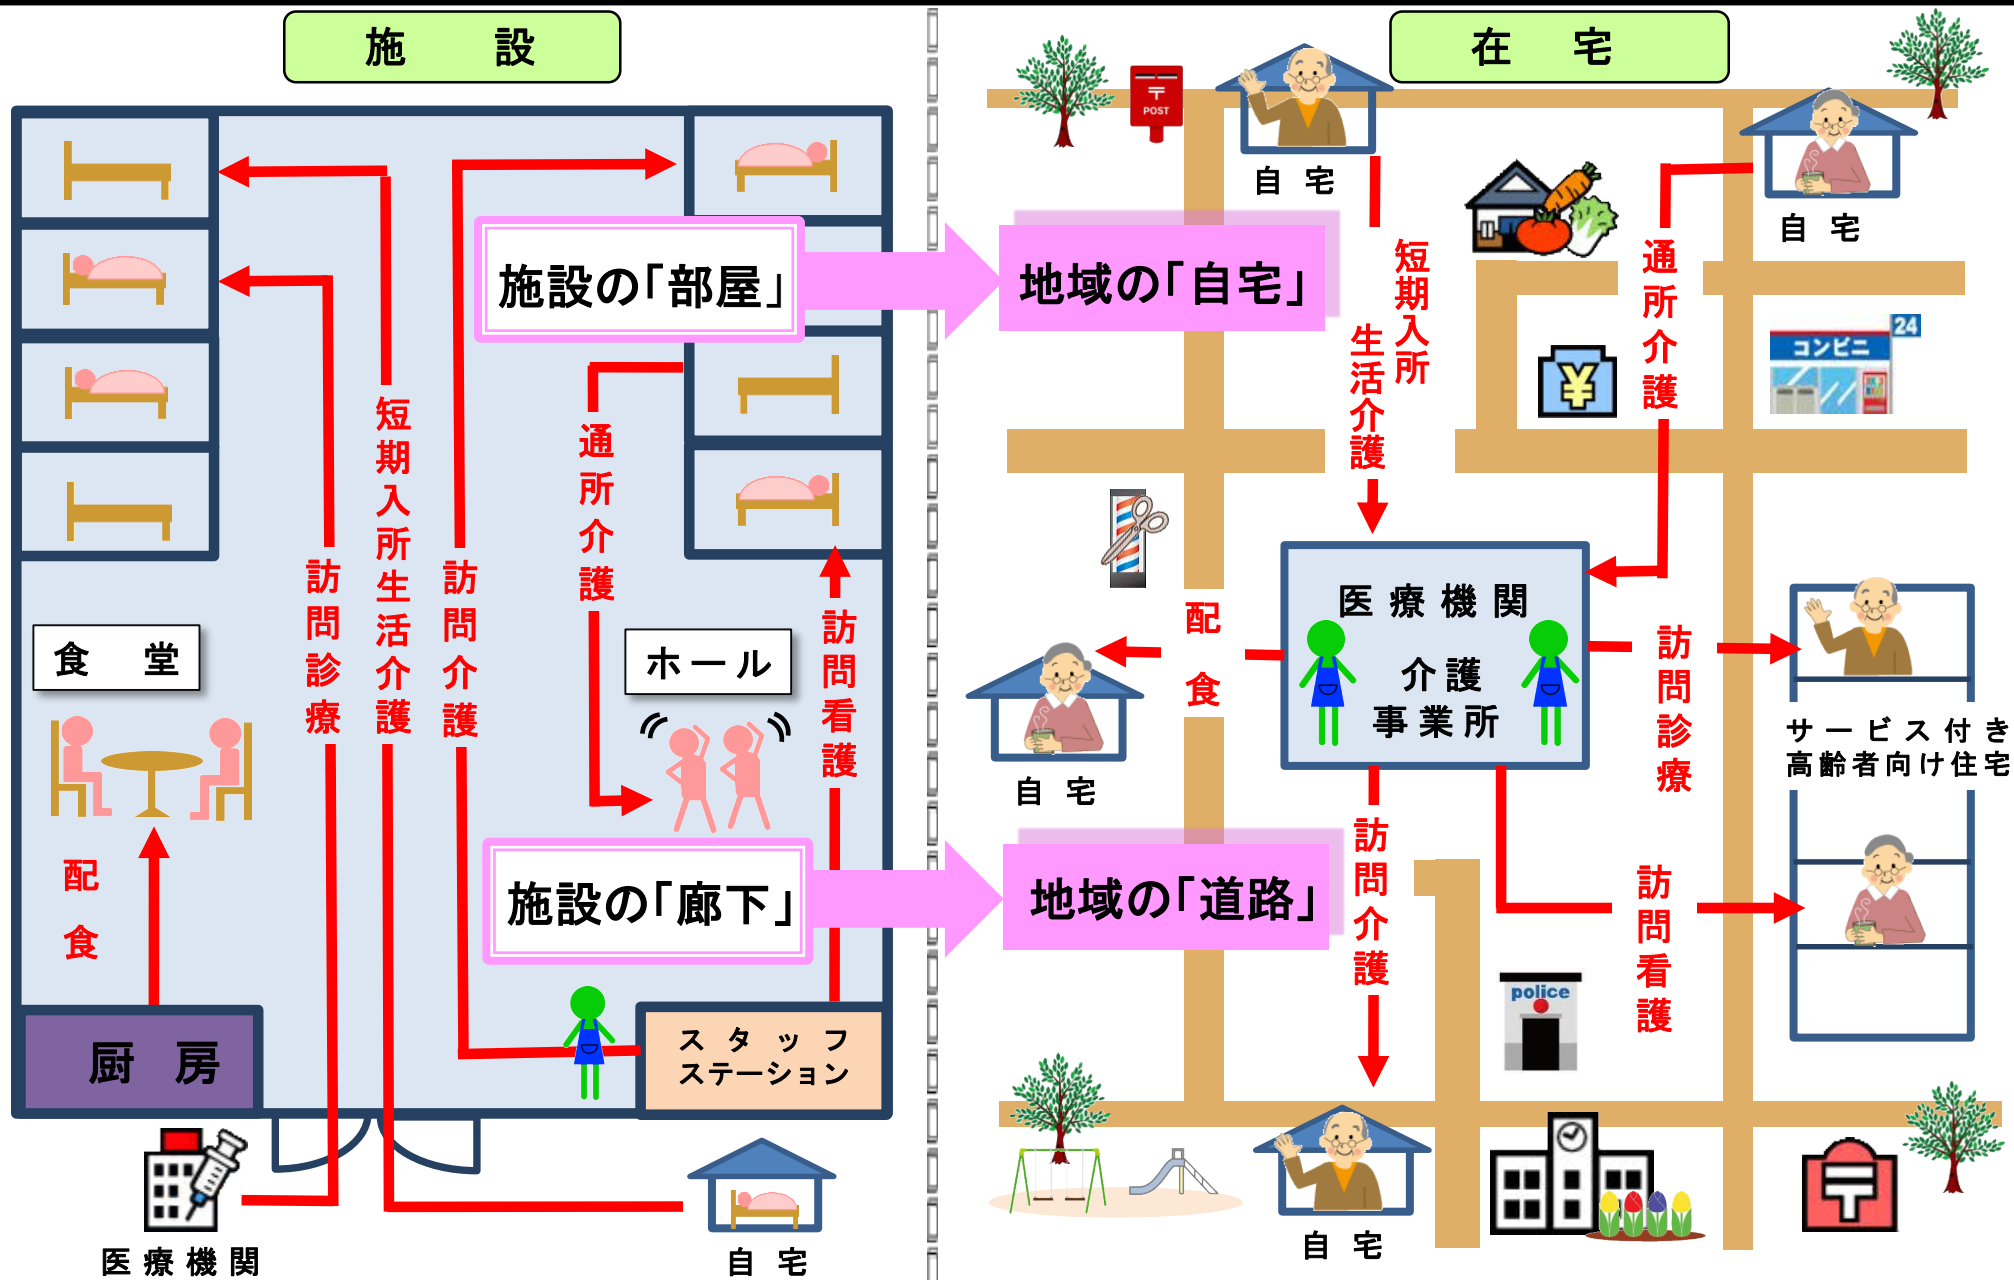 施設
施設の「部屋」
短期入所生活介護
通所介護
訪問診療
訪問介護
訪問看護
食堂
ホール
配食
施設の「廊下」
厨房
スタッフ
ステーション
医療機関
自宅
在宅
POST
自宅
自宅
地域の「自宅」
短期入所
生活介護
通所介護
24
コンビニ
¥
医療機関
介護
事業所
配食
自宅
訪問診療
サービス付き
高齢者向け住宅
地域の「道路」
訪問介護
訪問看護
police
自宅